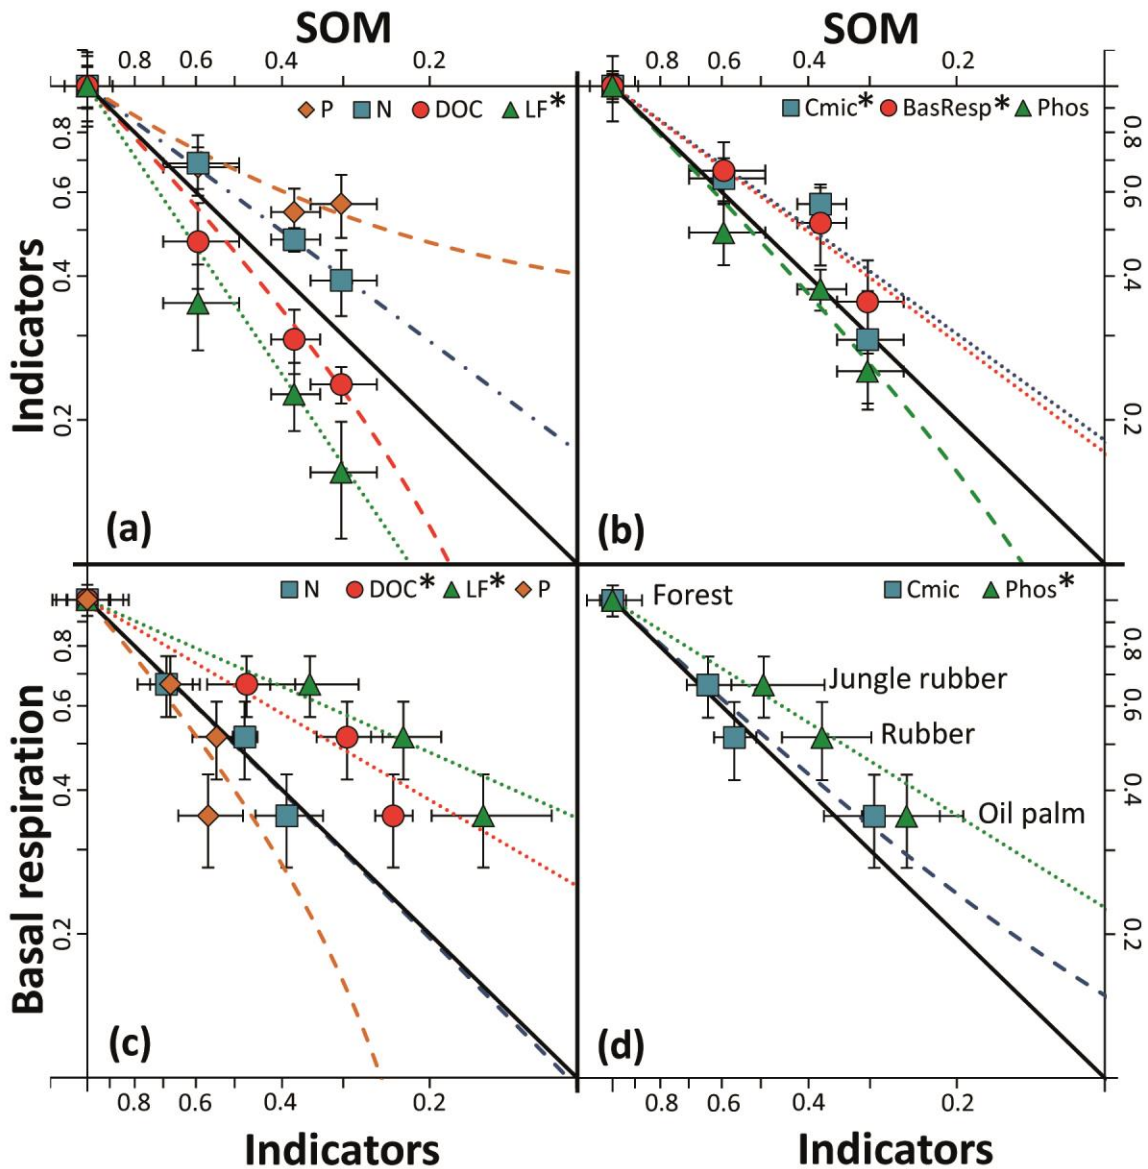 SOM SOM
0.8 0.6 0.4 0.2 0.8 0.6 0.4 0.2
P N DOC LF* Cmic* BasResp* Phos
Indicators
0.8 0.6 0.4 0.2
0.8 0.6 0.4 0.2
(a) (b)
N DOC* LF* P Cmic Phos*
Forest
Jungle rubber
Rubber
Oil palm
Basal respiration
0.8 0.6 0.4 0.2
0.8 0.6 0.4 0.2
(c) (d)
0.8 0.6 0.4 0.2 0.8 0.6 0.4 0.2
Indicators Indicators